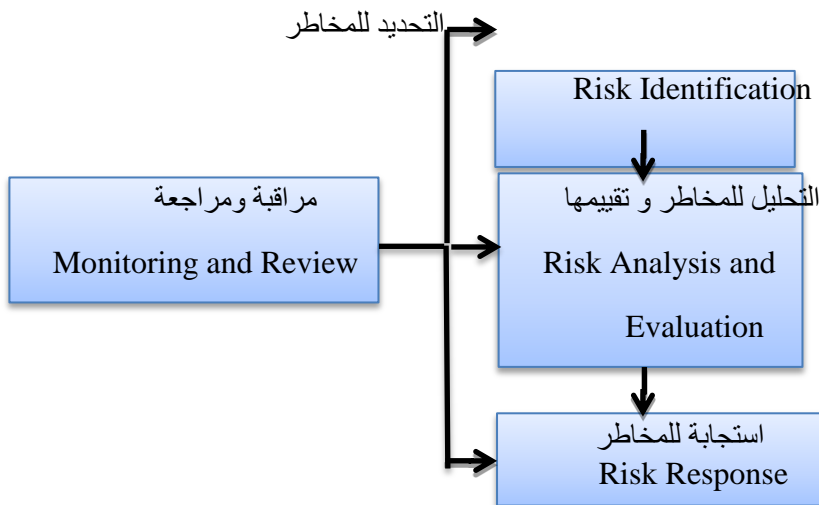 التحديد للمخاطر
Risk Identification
مراقبة ومراجعة
Monitoring and Review
التحليل للمخاطر و تقييمها
Risk Analysis and
Evaluation
استجابة للمخاطر
Risk Response